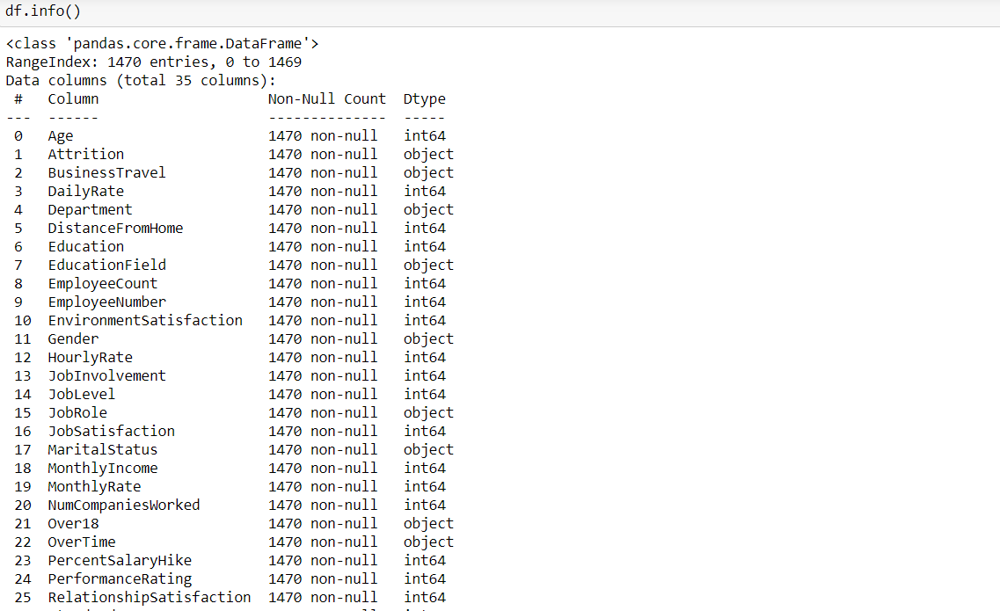 df.info()
<class 'pandas.core.frame.DataFrame'>
RangeIndex: 1470 entries, 0 to 1469
Data columns (total 35 columns):
#   Column   Non-Null Count   Dtype
---   ------   --------------   -----
0   Age   1470 non-null   int64
1   Attrition   1470 non-null   object
2   BusinessTravel   1470 non-null   object
3   DailyRate   1470 non-null   int64
4   Department   1470 non-null   object
5   DistanceFromHome   1470 non-null   int64
6   Education   1470 non-null   int64
7   EducationField   1470 non-null   object
8   EmployeeCount   1470 non-null   int64
9   EmployeeNumber   1470 non-null   int64
10   EnvironmentSatisfaction   1470 non-null   int64
11   Gender   1470 non-null   object
12   HourlyRate   1470 non-null   int64
13   JobInvolvement   1470 non-null   int64
14   JobLevel   1470 non-null   int64
15   JobRole   1470 non-null   object
16   JobSatisfaction   1470 non-null   int64
17   MaritalStatus   1470 non-null   object
18   MonthlyIncome   1470 non-null   int64
19   MonthlyRate   1470 non-null   int64
20   NumCompaniesWorked   1470 non-null   int64
21   Over18   1470 non-null   object
22   OverTime   1470 non-null   object
23   PercentSalaryHike   1470 non-null   int64
24   PerformanceRating   1470 non-null   int64
25   RelationshipSatisfaction   1470 non-null   int64